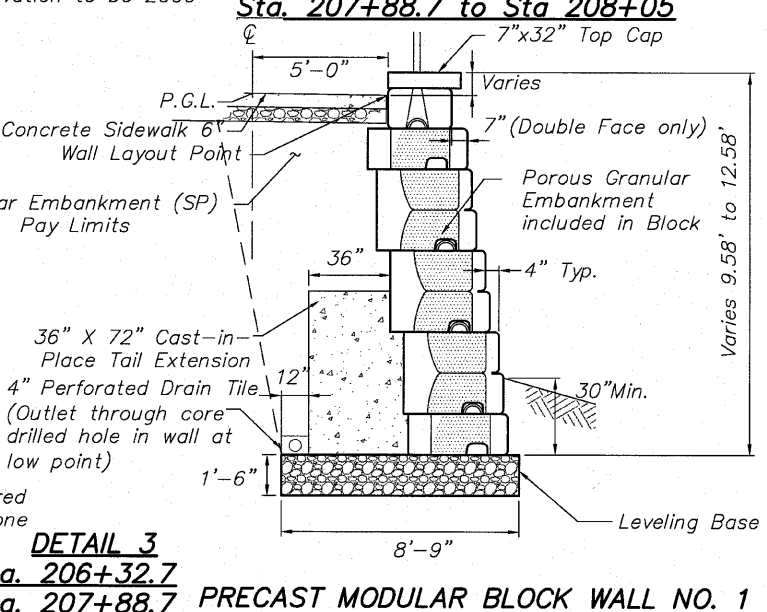 Sta. 207+88.7 to Sta 208+05
℄
7"x32" Top Cap
5'-0"
Varies
P.G.L.
Concrete Sidewalk 6"
7" (Double Face only)
Wall Layout Point
Porous Granular
Embankment
included in Block
Embankment (SP)
Pay Limits
36"
4" Typ.
Varies 9.58' to 12.58'
36" X 72" Cast-in-
Place Tail Extension
12"
4" Perforated Drain Tile
(Outlet through core
drilled hole in wall at
low point)
30"Min.
1'-6"
Leveling Base
8'-9"
DETAIL 3
206+32.7
207+88.7
PRECAST MODULAR BLOCK WALL NO. 1